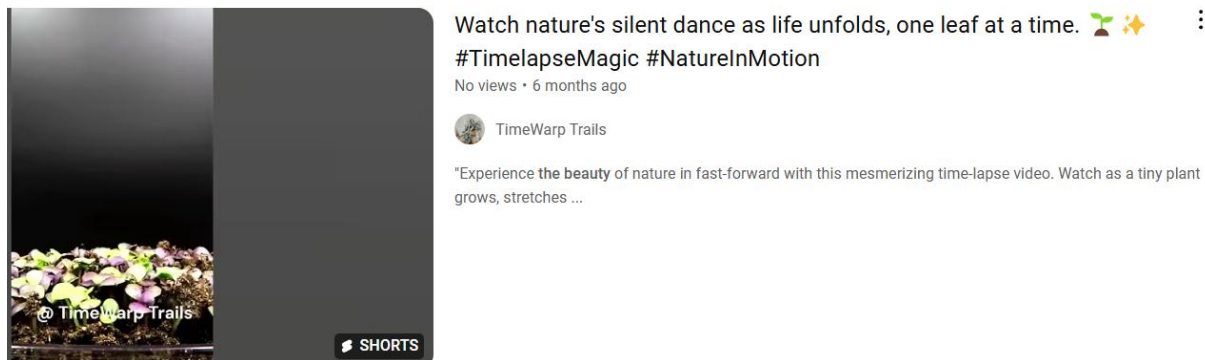 Watch nature's silent dance as life unfolds, one leaf at a time. 🌱 ✨
#TimelapseMagic #NatureInMotion
No views • 6 months ago
TimeWarp Trails
"Experience the beauty of nature in fast-forward with this mesmerizing time-lapse video. Watch as a tiny plant
grows, stretches ...
@ TimeWarp Trails
SHORTS